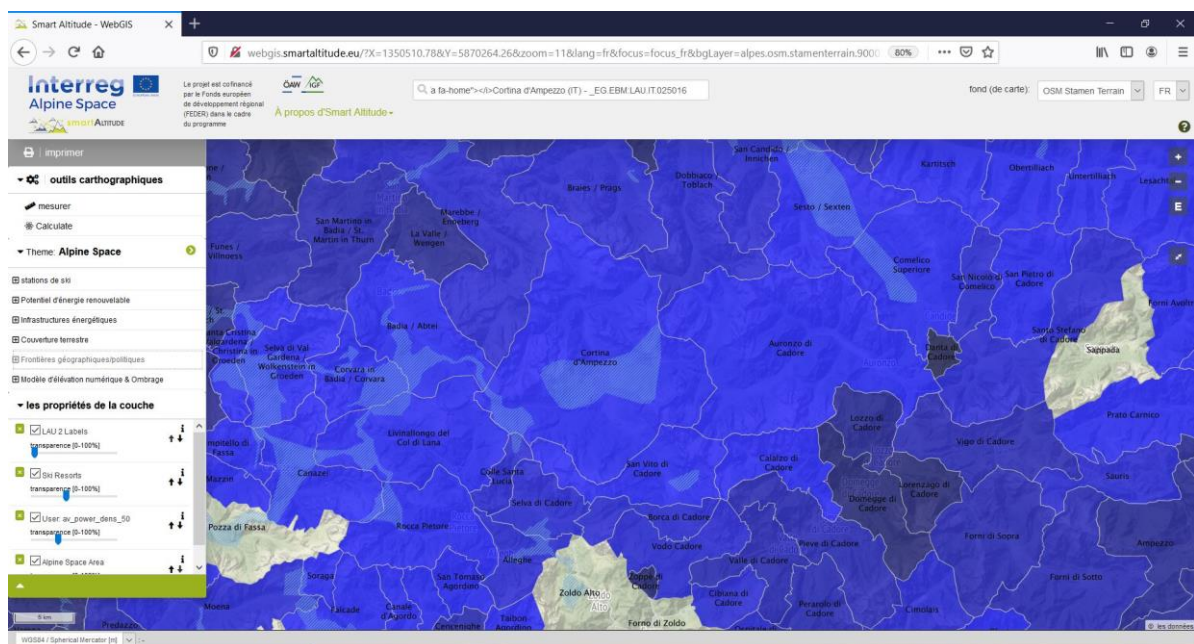 Smart Altitude - WebGIS
webgis.smartaltitude.eu/?X=1350510.78&Y=5870264.26&zoom=11&lang=fr&focus=focus_fr&bgLayer=alpes.osm.stamenterrain.9000
80%
Interreg
Alpine Space
smartAltitude
Le projet est cofinancé
par le Fonds européen
de développement régional
(FEDER) dans le cadre
du programme
ÖAW IGF
À propos d'Smart Altitude
a fa-home"></i>Cortina d'Ampezzo (IT) - _EG.EBM:LAU.IT.025016
fond (de carte): OSM Stamen Terrain
FR
imprimer
outils cartographiques
mesurer
Calculate
Theme: Alpine Space
stations de ski
Potentiel d'énergie renouvelable
Infrastructures énergétiques
Couverture terrestre
Frontières géographiques/politiques
Modèle d'élévation numérique & Ombrage
les propriétés de la couche
LAU 2 Labels
transparence [0-100%]
Ski Resorts
transparence [0-100%]
User: av_power_dens_50
transparence [0-100%]
Alpine Space Area
5 km
WGS84 / Spherical Mercator [m]
E
San Candido /
Innichen
Kartitsch
Obertilliach
Untertilliach
Dobbiaco /
Toblach
Braies / Prags
Sesto / Sexten
Marebbe /
Enneberg
San Martino in
Badia / St.
Martin in Thurn
La Valle /
Wengen
Funes /
Villnoess
Comelico
Superiore
San Nicolò di
Comelico
San Pietro di
Cadore
Badia / Abtei
Selva di Val
Gardena /
Wolkenstein in
Groeden
Corvara in
Badia / Corvara
Cortina
d'Ampezzo
Auronzo di
Cadore
Auronzo
Danta di
Cadore
Santo Stefano
di Cadore
Sappada
Prato Carnico
Livinallongo del
Col di Lana
Lozzo di
Cadore
Vigo di Cadore
Canazei
Mazzin
Colle Santa
Lucia
San Vito di
Cadore
Calalzo di
Cadore
Lorenzago di
Cadore
Sauris
Domegge di
Cadore
Selva di Cadore
Borca di Cadore
Pozza di Fassa
Rocca Pietore
Vodo Cadore
Pieve di Cadore
Forni di Sopra
Ampezzo
Alleghe
Valle di Cadore
Soraga
San Tomaso
Agordino
Zoldo Alto
Zoppè di
Cadore
Cibiana di
Cadore
Perarolo di
Cadore
Forni di Sotto
Moena
Falcade
Canale
d'Agordo
Cencenighe
Agordino
Taibon
Forno di Zoldo
Cimolais
Predazzo
© les données